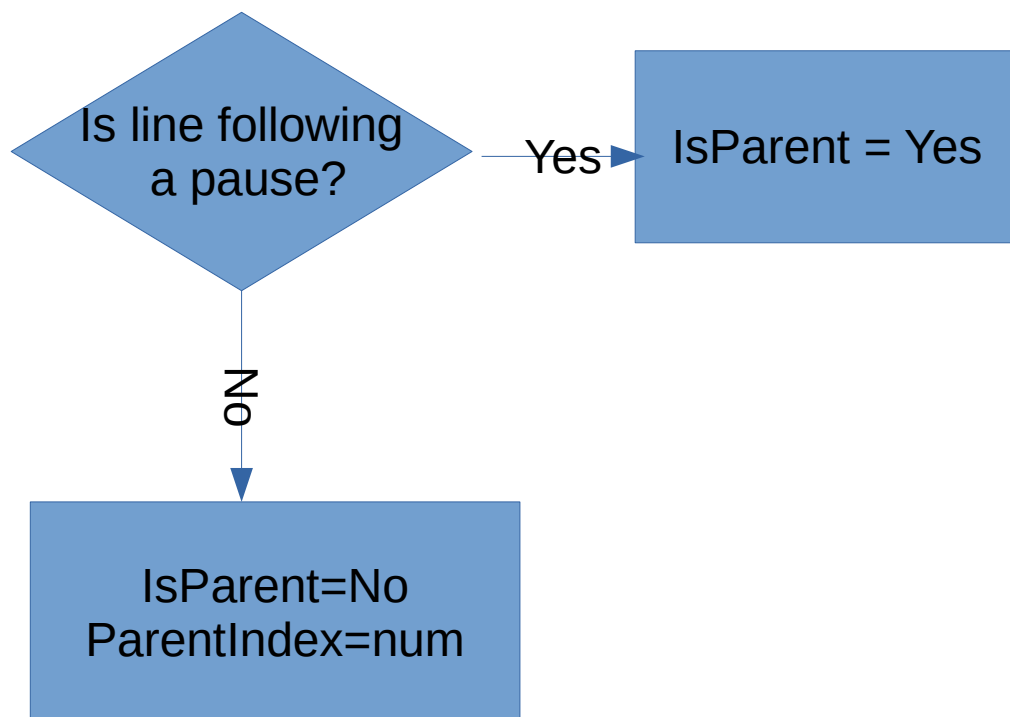 Is line following
a pause?
Yes
IsParent = Yes
No
IsParent=No
ParentIndex=num